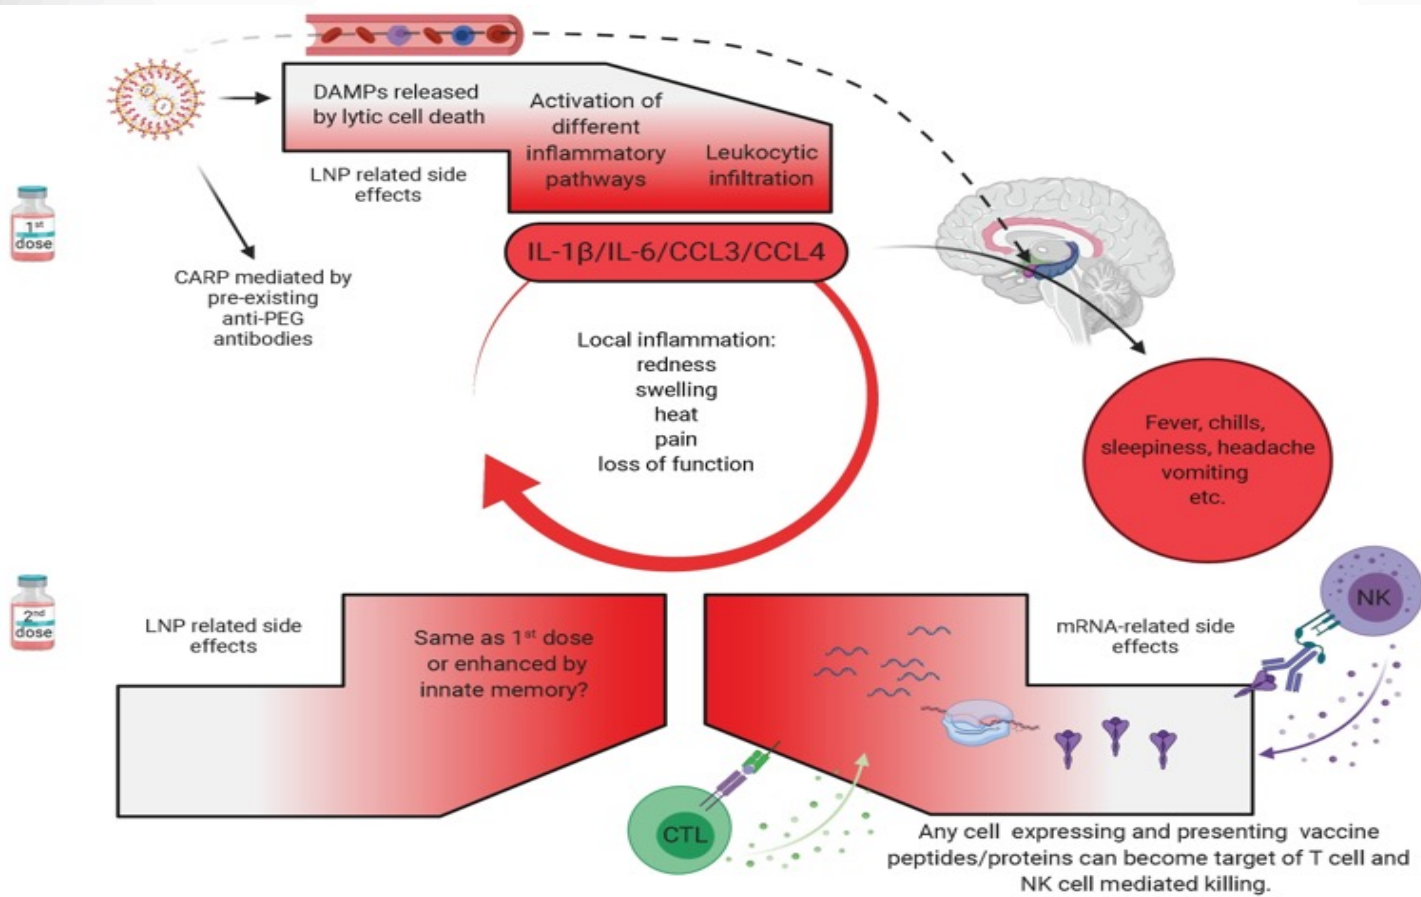 DAMPs released
by lytic cell death
Activation of
different
inflammatory
pathways
Leukocytic
infiltration
LNP related side
effects
1st
dose
IL-1β/IL-6/CCL3/CCL4
CARP mediated by
pre-existing
anti-PEG
antibodies
Local inflammation:
redness
swelling
heat
pain
loss of function
Fever, chills,
sleepiness, headache
vomiting
etc.
2nd
dose
LNP related side
effects
Same as 1st dose
or enhanced by
innate memory?
mRNA-related side
effects
NK
CTL
Any cell expressing and presenting vaccine
peptides/proteins can become target of T cell and
NK cell mediated killing.